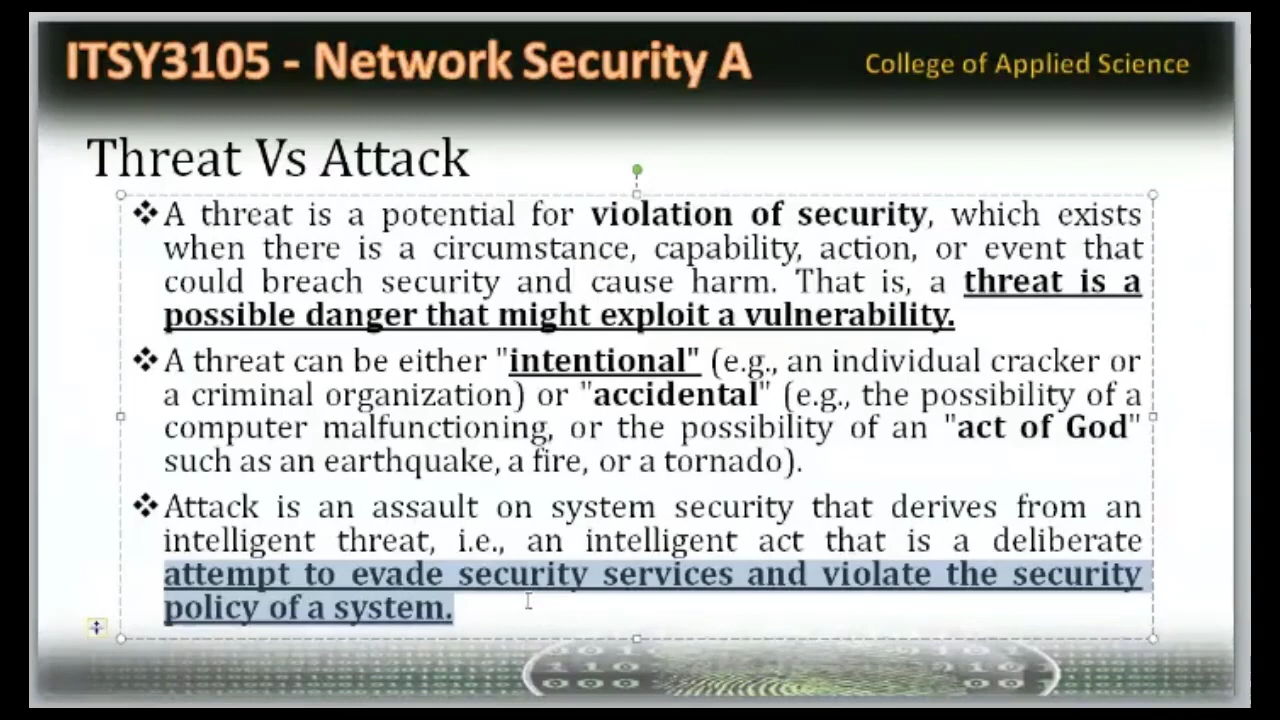 ITSY3105 - Network Security A
College of Applied Science
Threat Vs Attack
❖A threat is a potential for violation of security, which exists
when there is a circumstance, capability, action, or event that
could breach security and cause harm. That is, a threat is a
possible danger that might exploit a vulnerability.
❖A threat can be either "intentional" (e.g., an individual cracker or
a criminal organization) or "accidental" (e.g., the possibility of a
computer malfunctioning, or the possibility of an "act of God"
such as an earthquake, a fire, or a tornado).
❖Attack is an assault on system security that derives from an
intelligent threat, i.e., an intelligent act that is a deliberate
attempt to evade security services and violate the security
policy of a system.